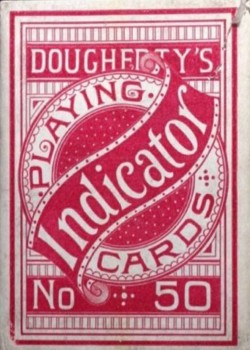 DOUGHERTY'S
PLAYING
Indicator
CARDS
No 50